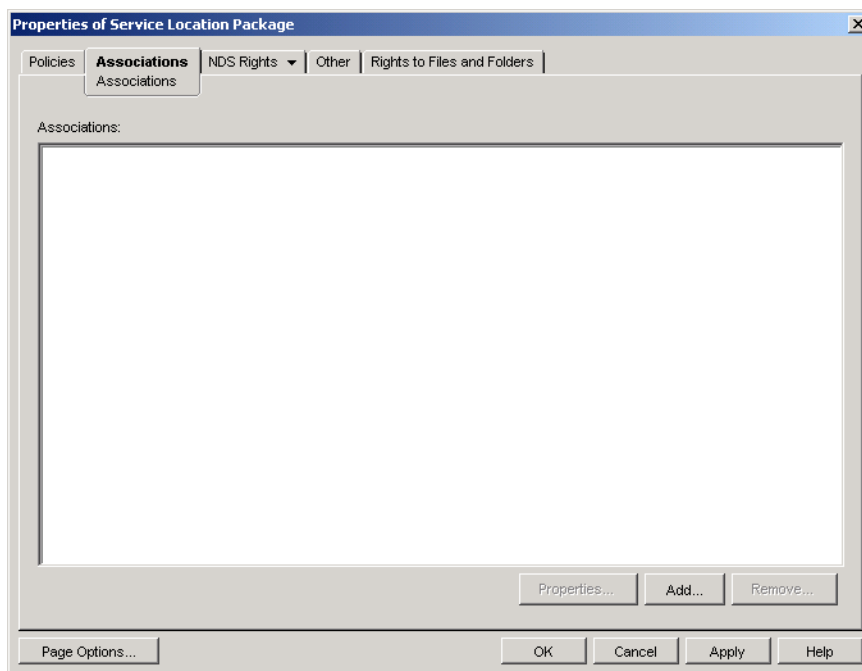 Properties of Service Location Package
Policies Associations NDS Rights Other Rights to Files and Folders
Associations
Associations:
Properties... Add... Remove...
Page Options... OK Cancel Apply Help